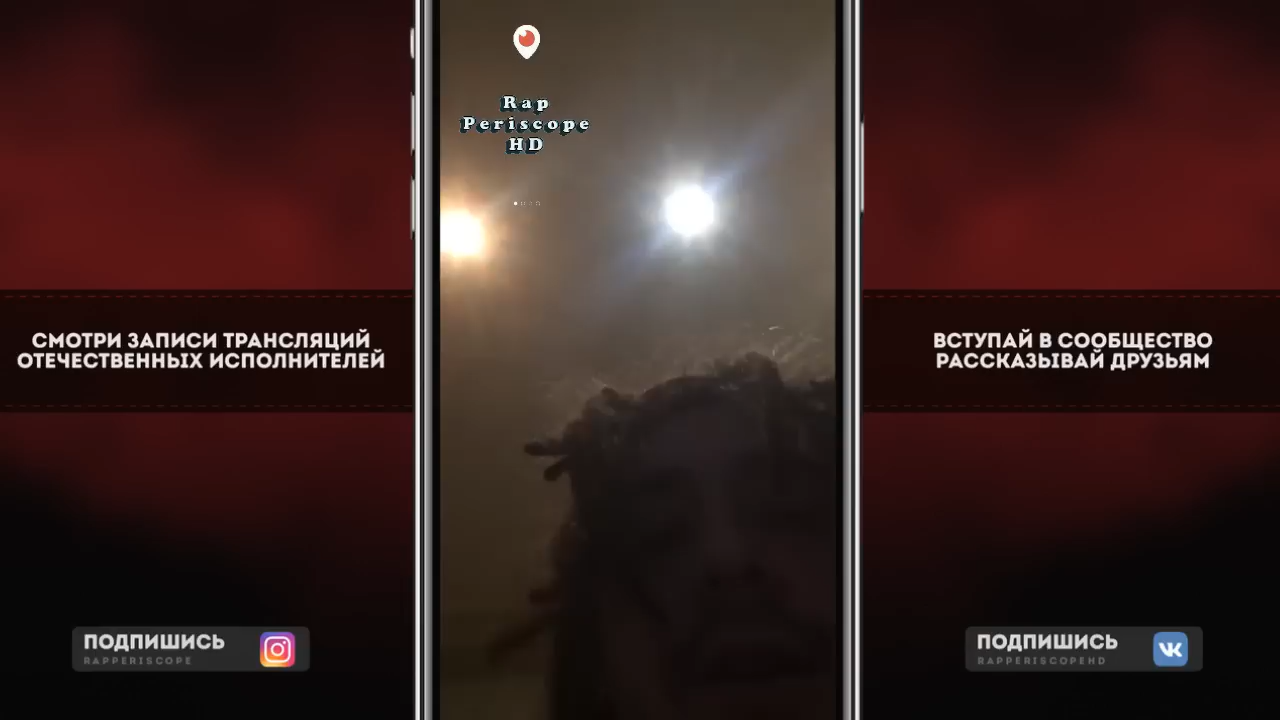 Rap
Periscope
HD
СМОТРИ ЗАПИСИ ТРАНСЛЯЦИЙ
ОТЕЧЕСТВЕННЫХ ИСПОЛНИТЕЛЕЙ
ВСТУПАЙ В СООБЩЕСТВО
РАССКАЗЫВАЙ ДРУЗЬЯМ
ПОДПИШИСЬ
RAPPERISCOPE
ПОДПИШИСЬ
RAPPERISCOPEHD